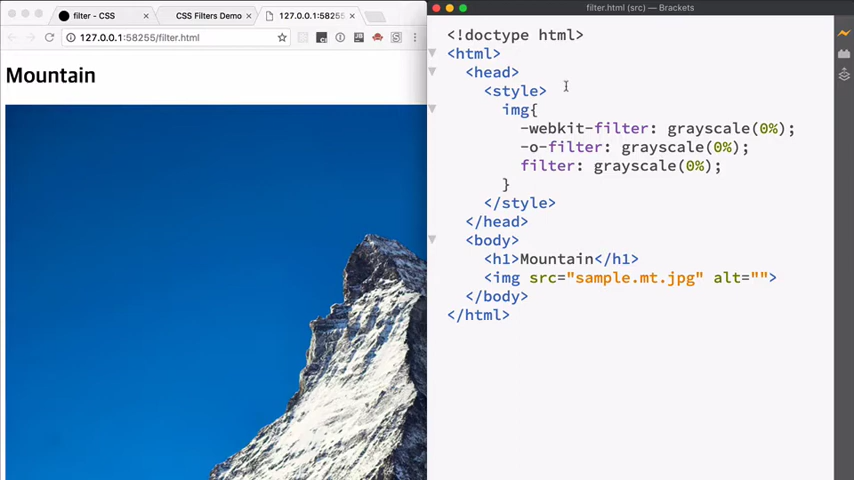 filter - CSS
CSS Filters Demo
127.0.0.1:58255
127.0.0.1:58255/filter.html
Mountain
filter.html (src) — Brackets
<!doctype html>
<html>
<head>
<style>
img{
-webkit-filter: grayscale(0%);
-o-filter: grayscale(0%);
filter: grayscale(0%);
}
</style>
</head>
<body>
<h1>Mountain</h1>
<img src="sample.mt.jpg" alt="">
</body>
</html>